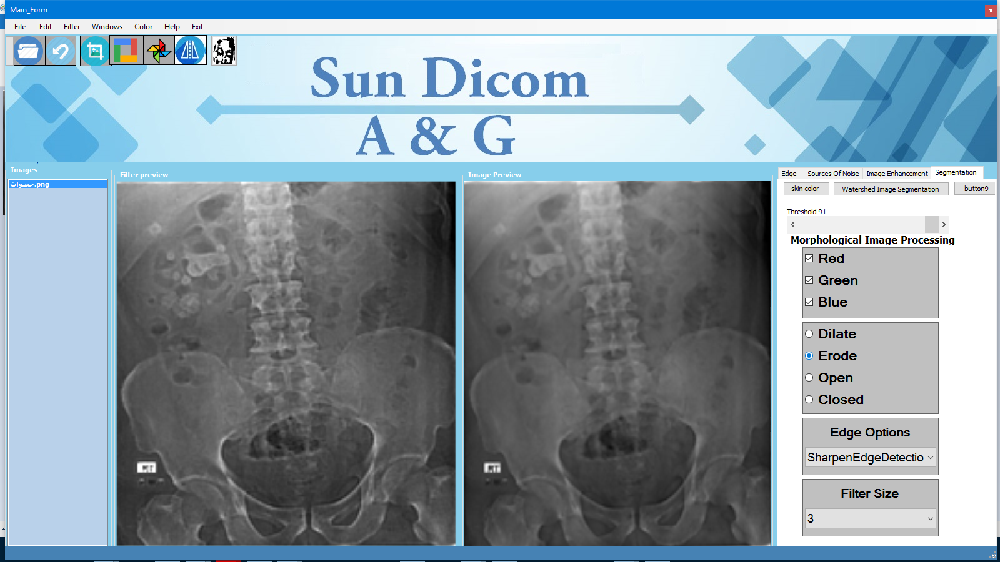 Main_Form
x
File Edit Filter Windows Color Help Exit
Sun Dicom
A & G
Images
حصوات.png
Filter preview
Image Preview
Edge Sources Of Noise Image Enhancement Segmentation
skin color Watershed Image Segmentation button9
Threshold 91
Morphological Image Processing
Red
Green
Blue
Dilate
Erode
Open
Closed
Edge Options
SharpenEdgeDetectio
Filter Size
3